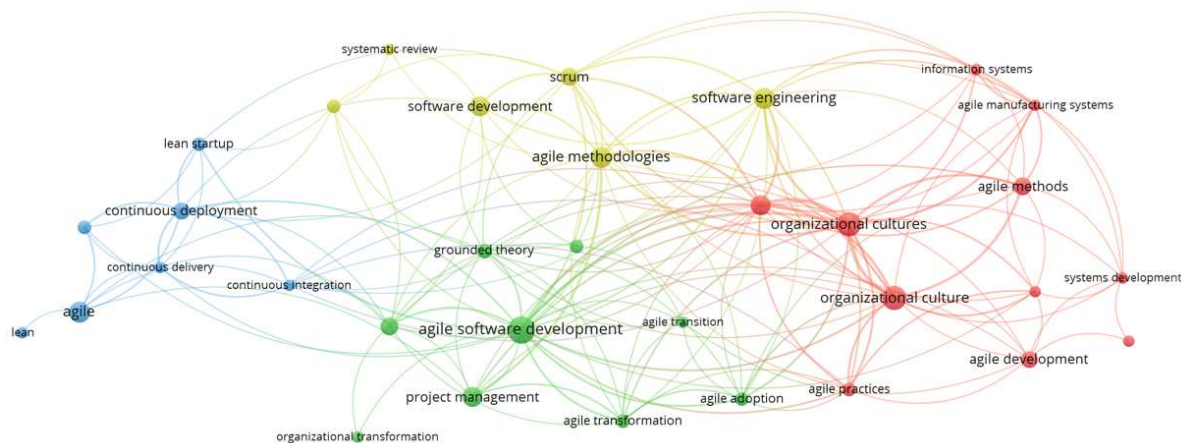 systematic review
scrum
information systems
software development
software engineering
agile manufacturing systems
lean startup
agile methodologies
agile methods
continuous deployment
organizational cultures
grounded theory
continuous delivery
continuous integration
systems development
organizational culture
agile
lean
agile software development
agile transition
agile development
project management
agile practices
agile adoption
agile transformation
organizational transformation